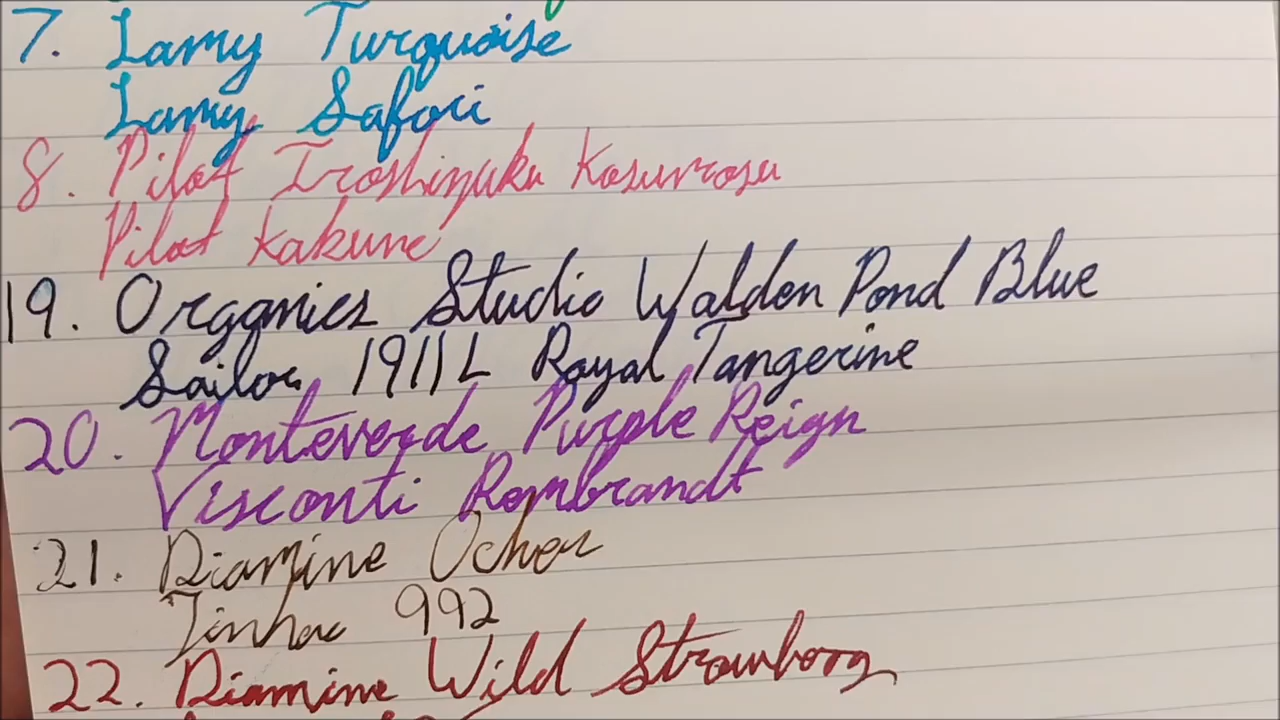 7. Lamy Turquoise
Lamy Safari
8. Pilot Iroshizuku Kosumosu
Pilot Kakuno
19. Organics Studio Walden Pond Blue
Sailor 1911L Royal Tangerine
20. Monteverde Purple Reign
Visconti Rembrandt
21. Diamine Ocher
Jinhao 992
22. Diamine Wild Strawberry